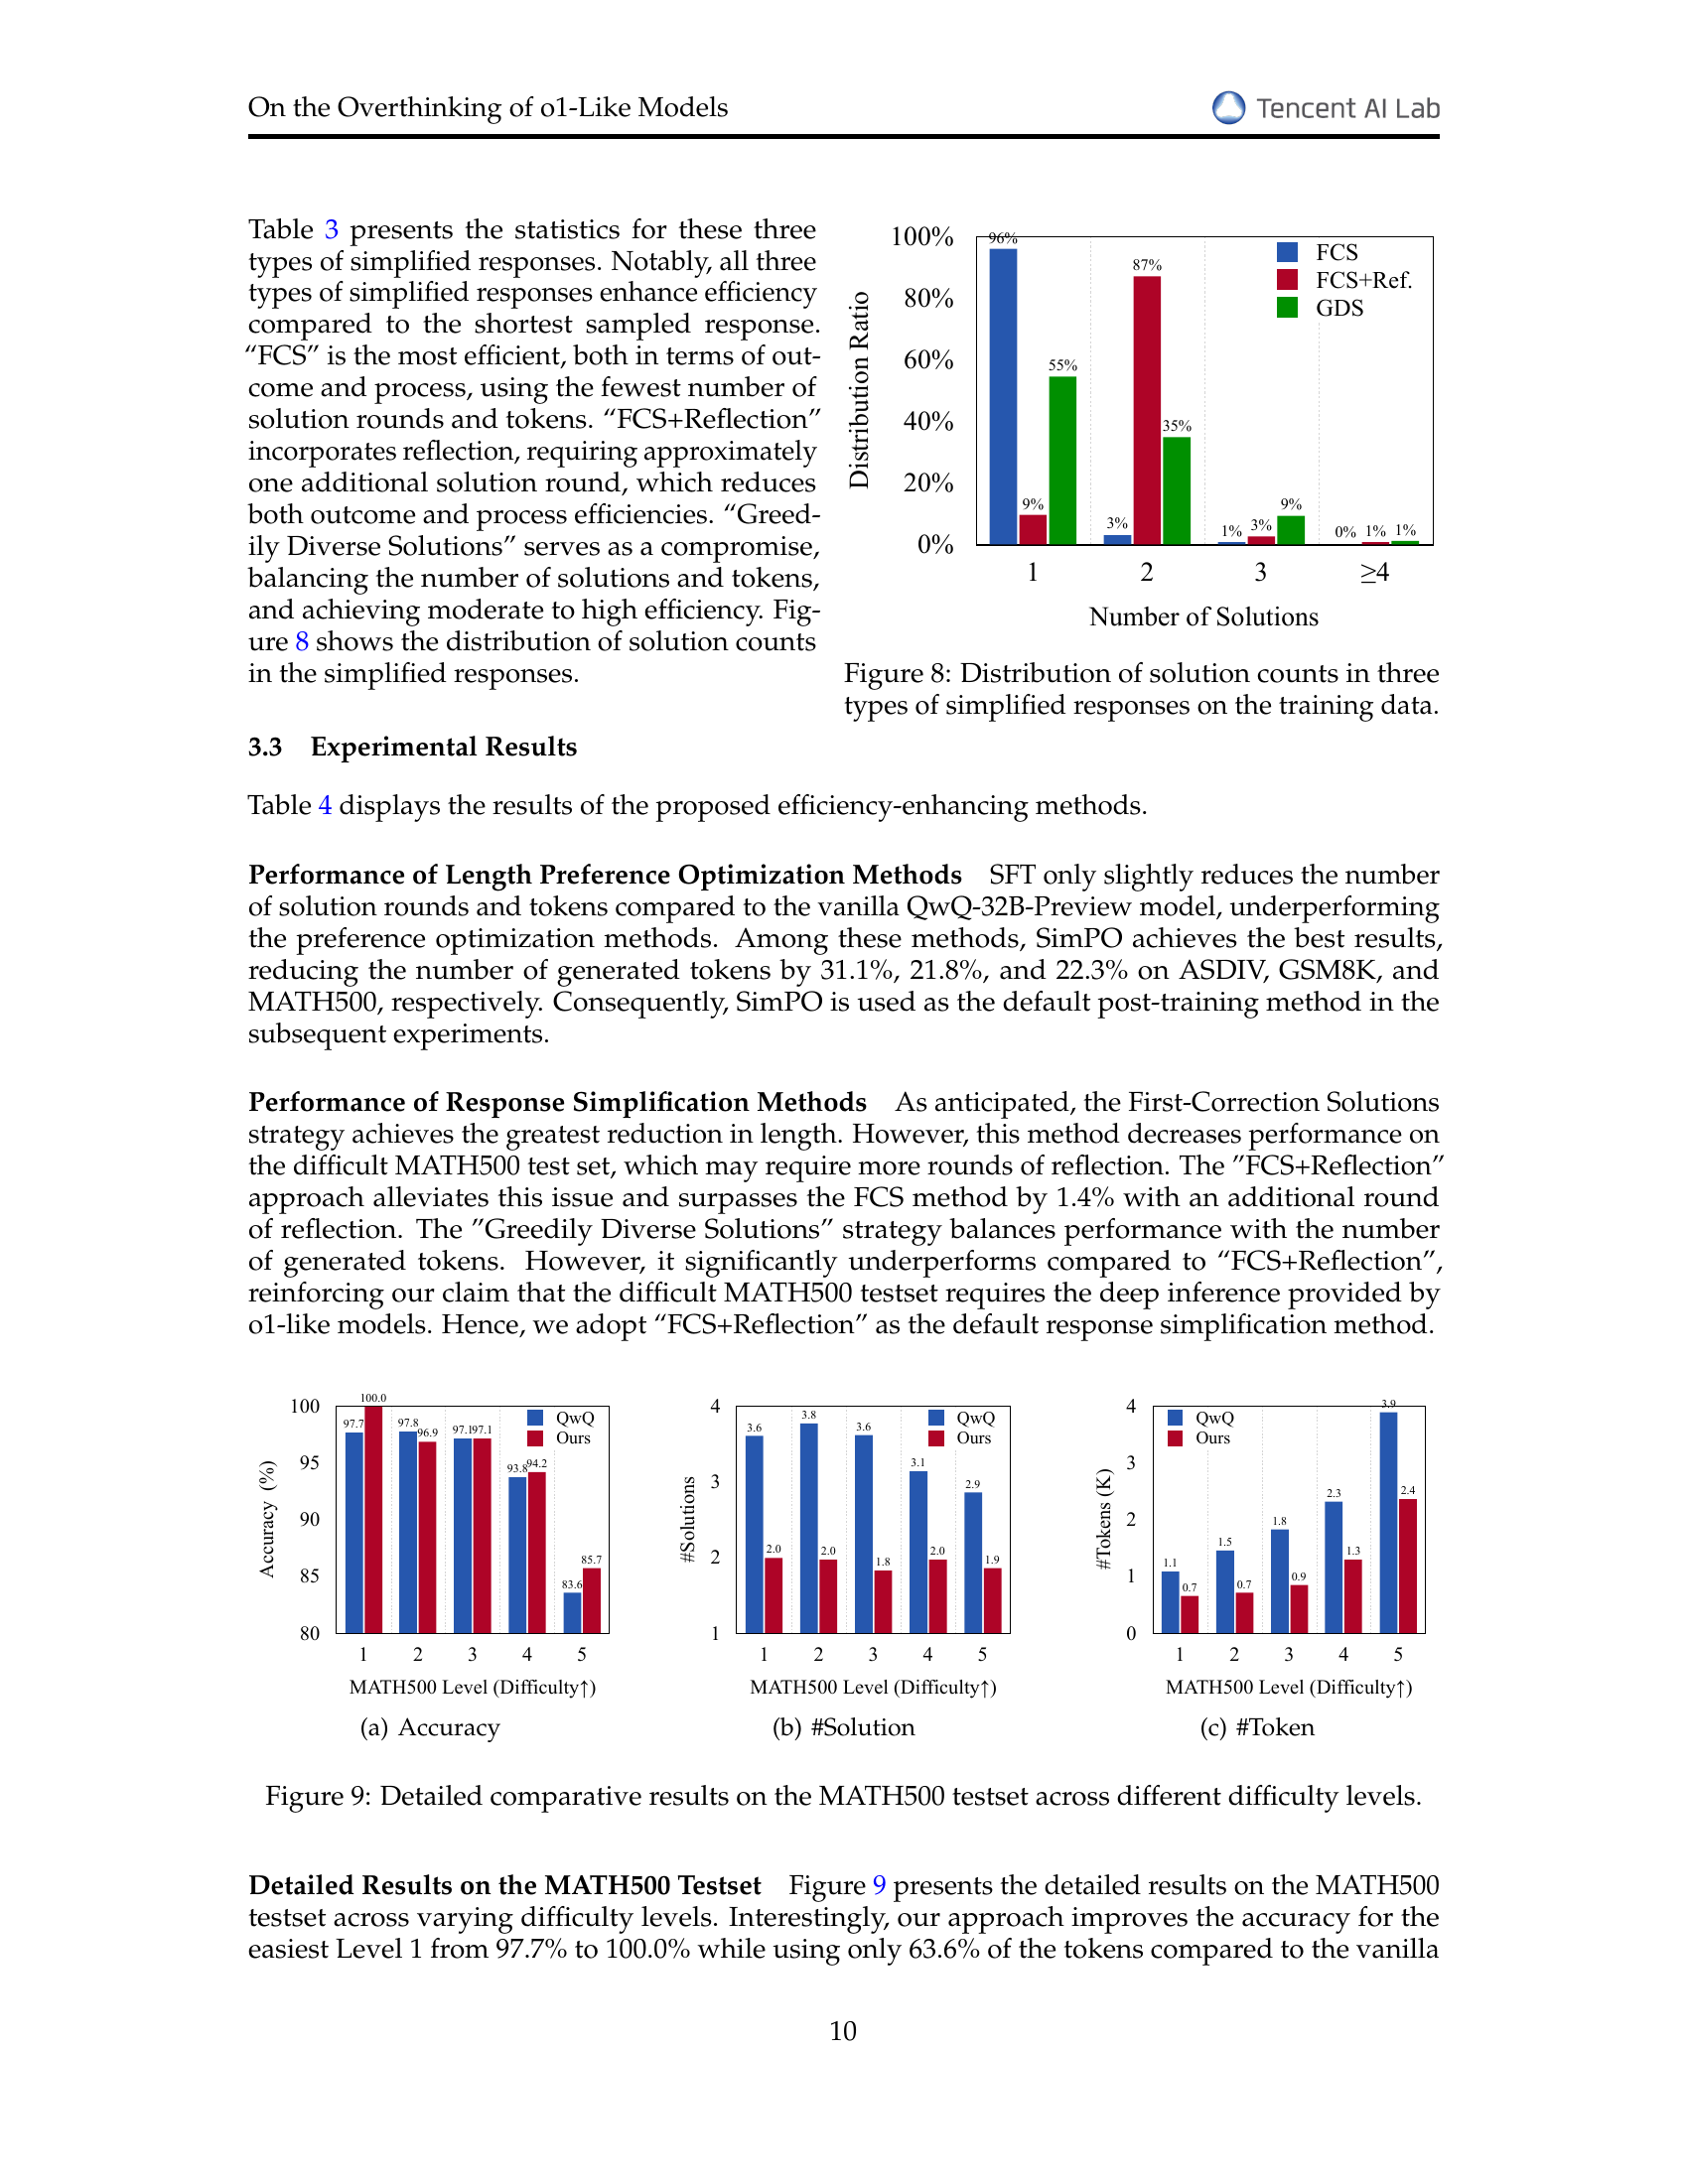 On the Overthinking of o1-Like Models
Tencent AI Lab
Table 3 presents the statistics for these three
types of simplified responses. Notably, all three
types of simplified responses enhance efficiency
compared to the shortest sampled response.
“FCS” is the most efficient, both in terms of out-
come and process, using the fewest number of
solution rounds and tokens. “FCS+Reflection”
incorporates reflection, requiring approximately
one additional solution round, which reduces
both outcome and process efficiencies. “Greed-
ily Diverse Solutions” serves as a compromise,
balancing the number of solutions and tokens,
and achieving moderate to high efficiency. Fig-
ure 8 shows the distribution of solution counts
in the simplified responses.
Distribution Ratio
100%
80%
60%
40%
20%
0%
FCS
FCS+Ref.
GDS
96% 9% 55%
3% 87% 35%
1% 3% 9%
0% 1% 1%
1 2 3 ≥4
Number of Solutions
Figure 8: Distribution of solution counts in three
types of simplified responses on the training data.
3.3 Experimental Results
Table 4 displays the results of the proposed efficiency-enhancing methods.
Performance of Length Preference Optimization Methods SFT only slightly reduces the number
of solution rounds and tokens compared to the vanilla QwQ-32B-Preview model, underperforming
the preference optimization methods. Among these methods, SimPO achieves the best results,
reducing the number of generated tokens by 31.1%, 21.8%, and 22.3% on ASDIV, GSM8K, and
MATH500, respectively. Consequently, SimPO is used as the default post-training method in the
subsequent experiments.
Performance of Response Simplification Methods As anticipated, the First-Correction Solutions
strategy achieves the greatest reduction in length. However, this method decreases performance on
the difficult MATH500 test set, which may require more rounds of reflection. The ”FCS+Reflection”
approach alleviates this issue and surpasses the FCS method by 1.4% with an additional round
of reflection. The ”Greedily Diverse Solutions” strategy balances performance with the number
of generated tokens. However, it significantly underperforms compared to “FCS+Reflection”,
reinforcing our claim that the difficult MATH500 testset requires the deep inference provided by
o1-like models. Hence, we adopt “FCS+Reflection” as the default response simplification method.
Accuracy (%)
100
95
90
85
80
QwQ
Ours
97.7 100.0
97.8 96.9
97.1 97.1
93.8 94.2
83.6 85.7
1 2 3 4 5
MATH500 Level (Difficulty↑)
(a) Accuracy
#Solutions
4
3
2
1
QwQ
Ours
3.6 2.0
3.8 2.0
3.6 1.8
3.1 2.0
2.9 1.9
1 2 3 4 5
MATH500 Level (Difficulty↑)
(b) #Solution
#Tokens (K)
4
3
2
1
0
QwQ
Ours
1.1 0.7
1.5 0.7
1.8 0.9
2.3 1.3
3.9 2.4
1 2 3 4 5
MATH500 Level (Difficulty↑)
(c) #Token
Figure 9: Detailed comparative results on the MATH500 testset across different difficulty levels.
Detailed Results on the MATH500 Testset Figure 9 presents the detailed results on the MATH500
testset across varying difficulty levels. Interestingly, our approach improves the accuracy for the
easiest Level 1 from 97.7% to 100.0% while using only 63.6% of the tokens compared to the vanilla
10